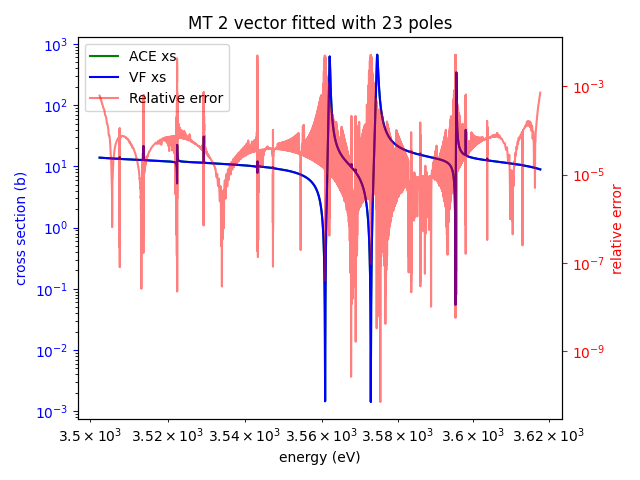 MT 2 vector fitted with 23 poles
ACE xs
VF xs
Relative error
10³
10²
10¹
10⁰
10⁻¹
10⁻²
10⁻³
cross section (b)
10⁻³
10⁻⁵
10⁻⁷
10⁻⁹
relative error
3.5 × 10³ 3.52 × 10³ 3.54 × 10³ 3.56 × 10³ 3.58 × 10³ 3.6 × 10³ 3.62 × 10³
energy (eV)